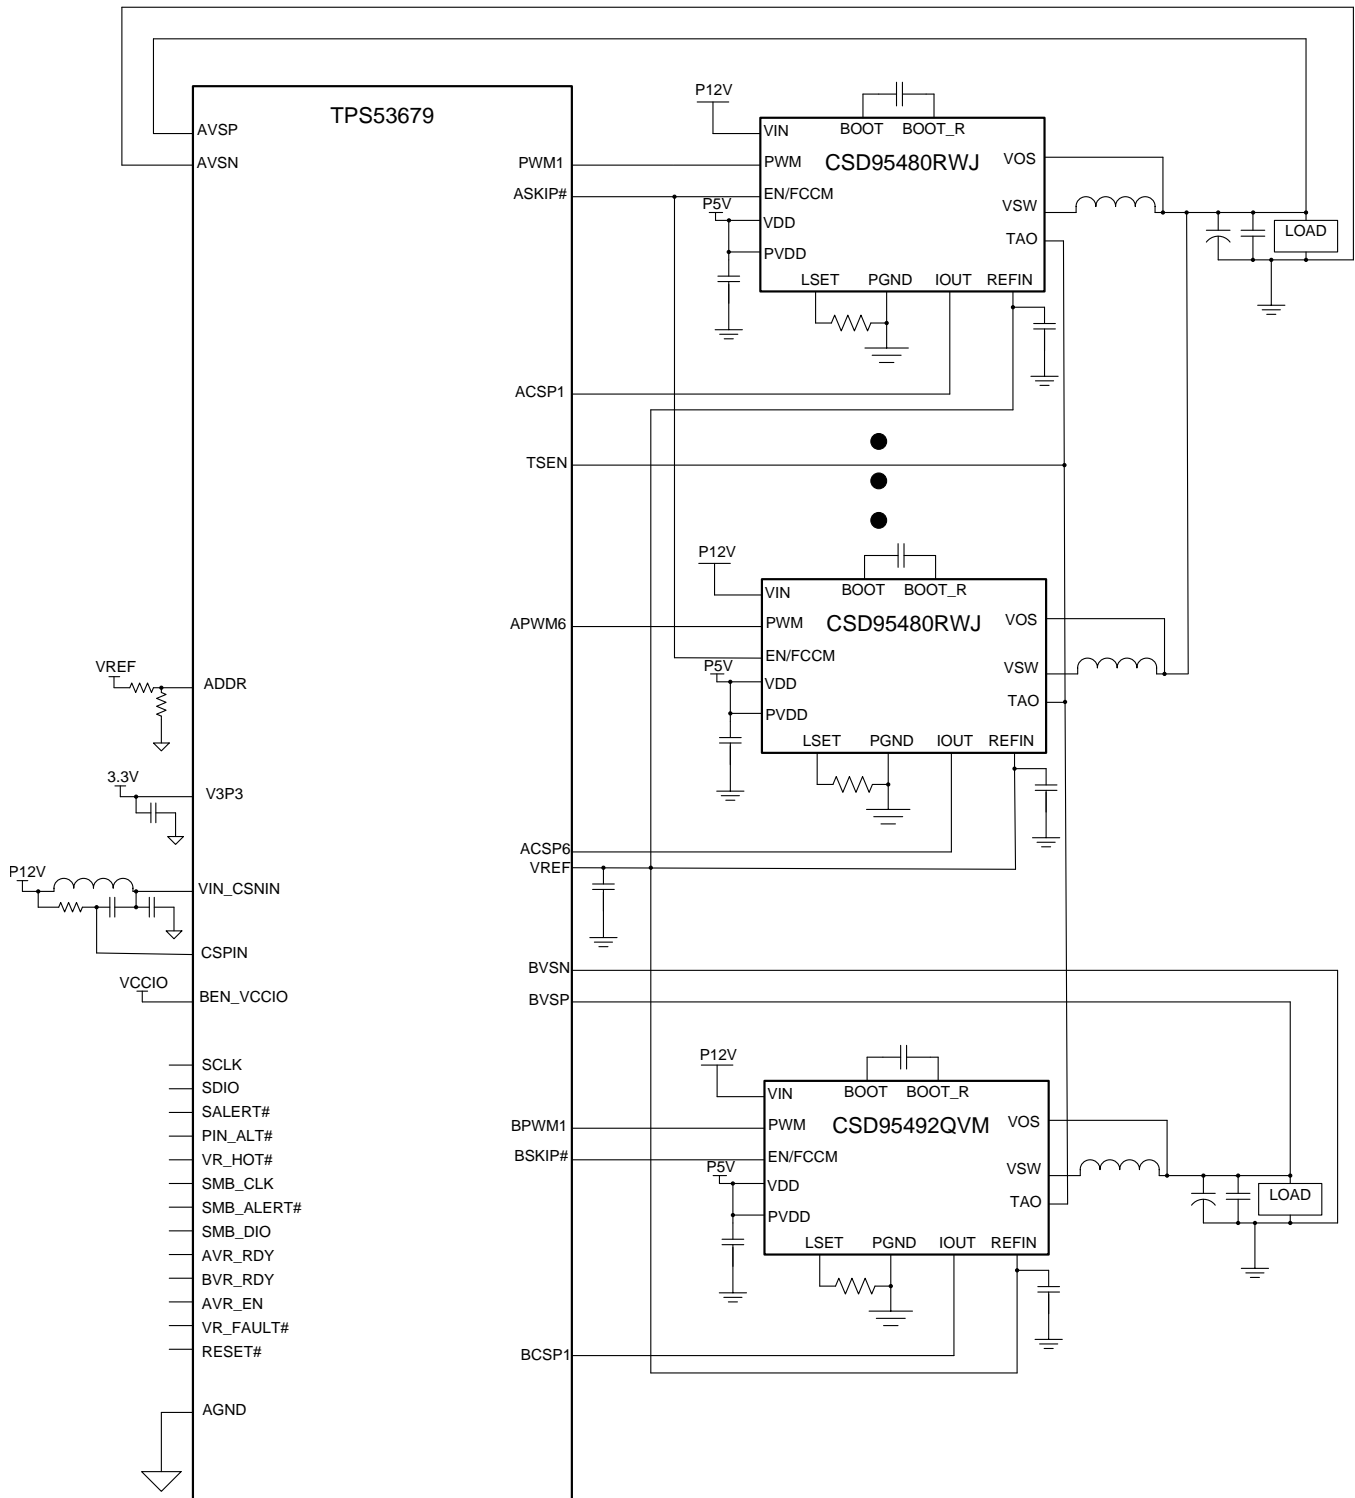 TPS53679
AVSP
AVSN
PWM1
ASKIP#
ACSP1
TSEN
APWM6
ADDR
VREF
3.3V
V3P3
ACSP6
VREF
P12V
VIN_CSNIN
CSPIN
VCCIO
BEN_VCCIO
BVSN
BVSP
SCLK
SDIO
SALERT#
PIN_ALT#
VR_HOT#
SMB_CLK
SMB_ALERT#
SMB_DIO
AVR_RDY
BVR_RDY
AVR_EN
VR_FAULT#
RESET#
BPWM1
BSKIP#
BCSP1
AGND
P12V
VIN
BOOT
BOOT_R
CSD95480RWJ
PWM
EN/FCCM
P5V
VDD
PVDD
LSET
PGND
IOUT
REFIN
VOS
VSW
TAO
LOAD
P12V
VIN
BOOT
BOOT_R
CSD95480RWJ
PWM
EN/FCCM
P5V
VDD
PVDD
LSET
PGND
IOUT
REFIN
VOS
VSW
TAO
P12V
VIN
BOOT
BOOT_R
CSD95492QVM
PWM
EN/FCCM
P5V
VDD
PVDD
LSET
PGND
IOUT
REFIN
VOS
VSW
TAO
LOAD